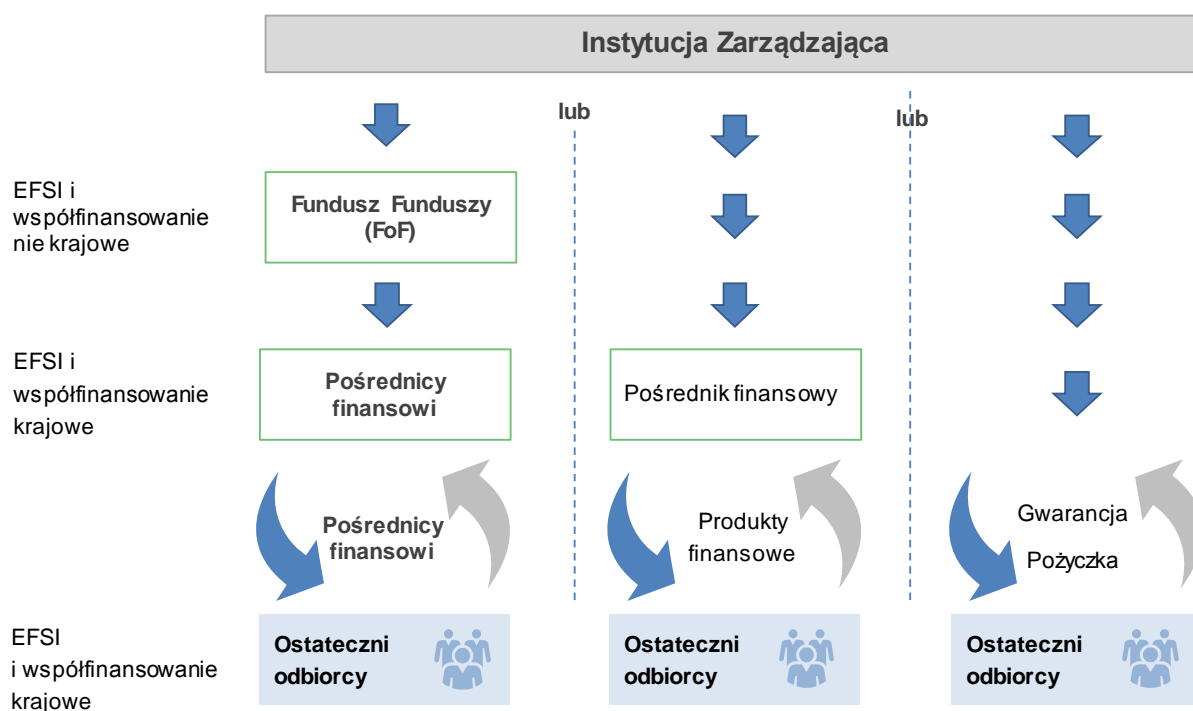 Instytucja Zarządzająca
lub
lub
EFSI i
współfinansowanie
nie krajowe
Fundusz Funduszy
(FoF)
EFSI i
współfinansowanie
krajowe
Pośrednicy
finansowi
Pośrednik finansowy
Pośrednicy
finansowi
Produkty
finansowe
Gwarancja
Pożyczka
EFSI
i współfinansowanie
krajowe
Ostateczni
odbiorcy
Ostateczni
odbiorcy
Ostateczni
odbiorcy